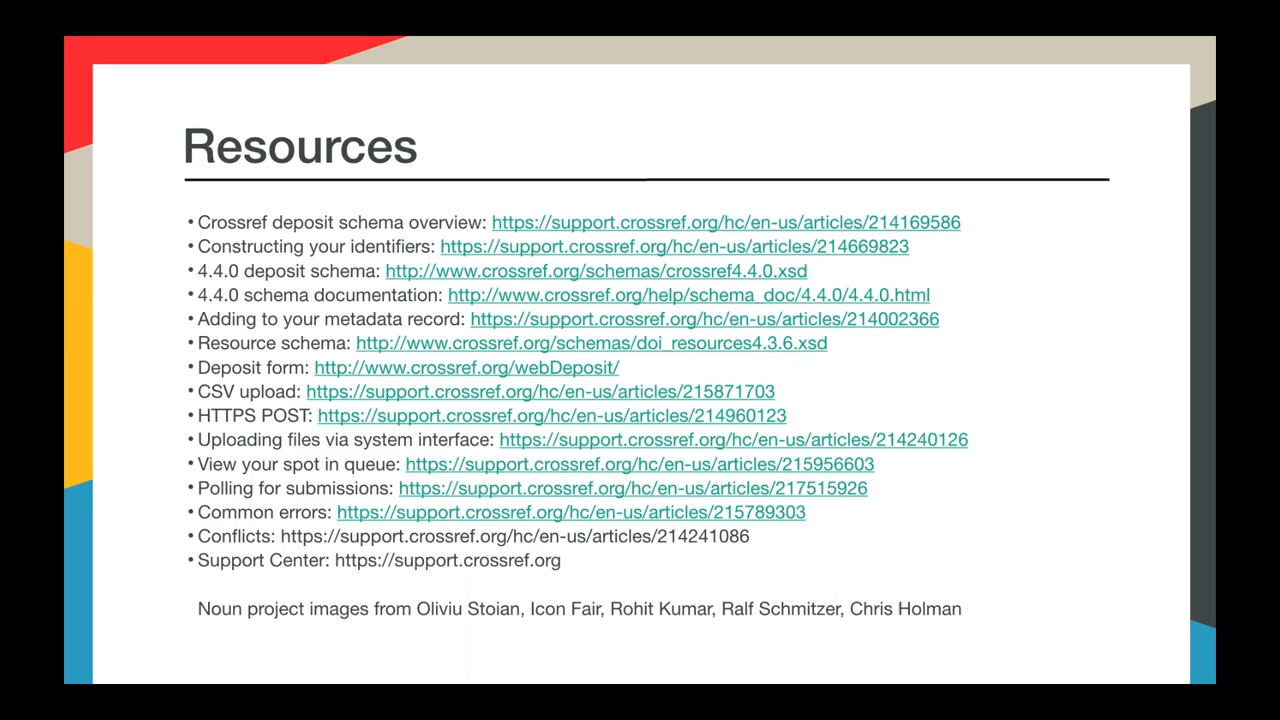 Resources
• Crossref deposit schema overview: https://support.crossref.org/hc/en-us/articles/214169586
• Constructing your identifiers: https://support.crossref.org/hc/en-us/articles/214669823
• 4.4.0 deposit schema: http://www.crossref.org/schemas/crossref4.4.0.xsd
• 4.4.0 schema documentation: http://www.crossref.org/help/schema_doc/4.4.0/4.4.0.html
• Adding to your metadata record: https://support.crossref.org/hc/en-us/articles/214002366
• Resource schema: http://www.crossref.org/schemas/doi_resources4.3.6.xsd
• Deposit form: http://www.crossref.org/webDeposit/
• CSV upload: https://support.crossref.org/hc/en-us/articles/215871703
• HTTPS POST: https://support.crossref.org/hc/en-us/articles/214960123
• Uploading files via system interface: https://support.crossref.org/hc/en-us/articles/214240126
• View your spot in queue: https://support.crossref.org/hc/en-us/articles/215956603
• Polling for submissions: https://support.crossref.org/hc/en-us/articles/217515926
• Common errors: https://support.crossref.org/hc/en-us/articles/215789303
• Conflicts: https://support.crossref.org/hc/en-us/articles/214241086
• Support Center: https://support.crossref.org
Noun project images from Oliviu Stoian, Icon Fair, Rohit Kumar, Ralf Schmitzer, Chris Holman